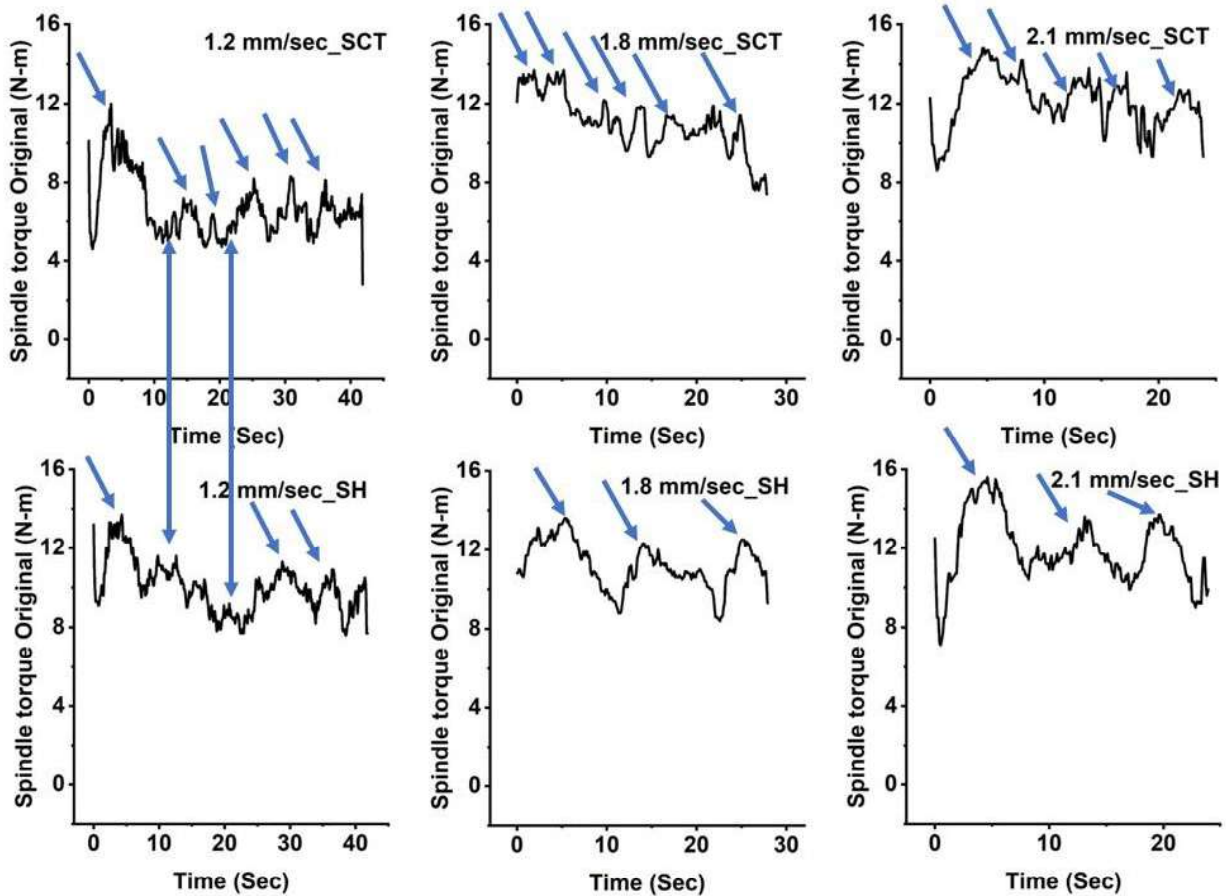 1.2 mm/sec_SCT
Spindle torque Original (N-m)
16
12
8
4
0
0 10 20 30 40
Time (Sec)
1.8 mm/sec_SCT
Spindle torque Original (N-m)
16
12
8
4
0
0 10 20 30
Time (Sec)
2.1 mm/sec_SCT
Spindle torque Original (N-m)
16
12
8
4
0
0 10 20
Time (Sec)
1.2 mm/sec_SH
Spindle torque Original (N-m)
16
12
8
4
0
0 10 20 30 40
Time (Sec)
1.8 mm/sec_SH
Spindle torque Original (N-m)
16
12
8
4
0
0 10 20 30
Time (Sec)
2.1 mm/sec_SH
Spindle torque Original (N-m)
16
12
8
4
0
0 10 20
Time (Sec)